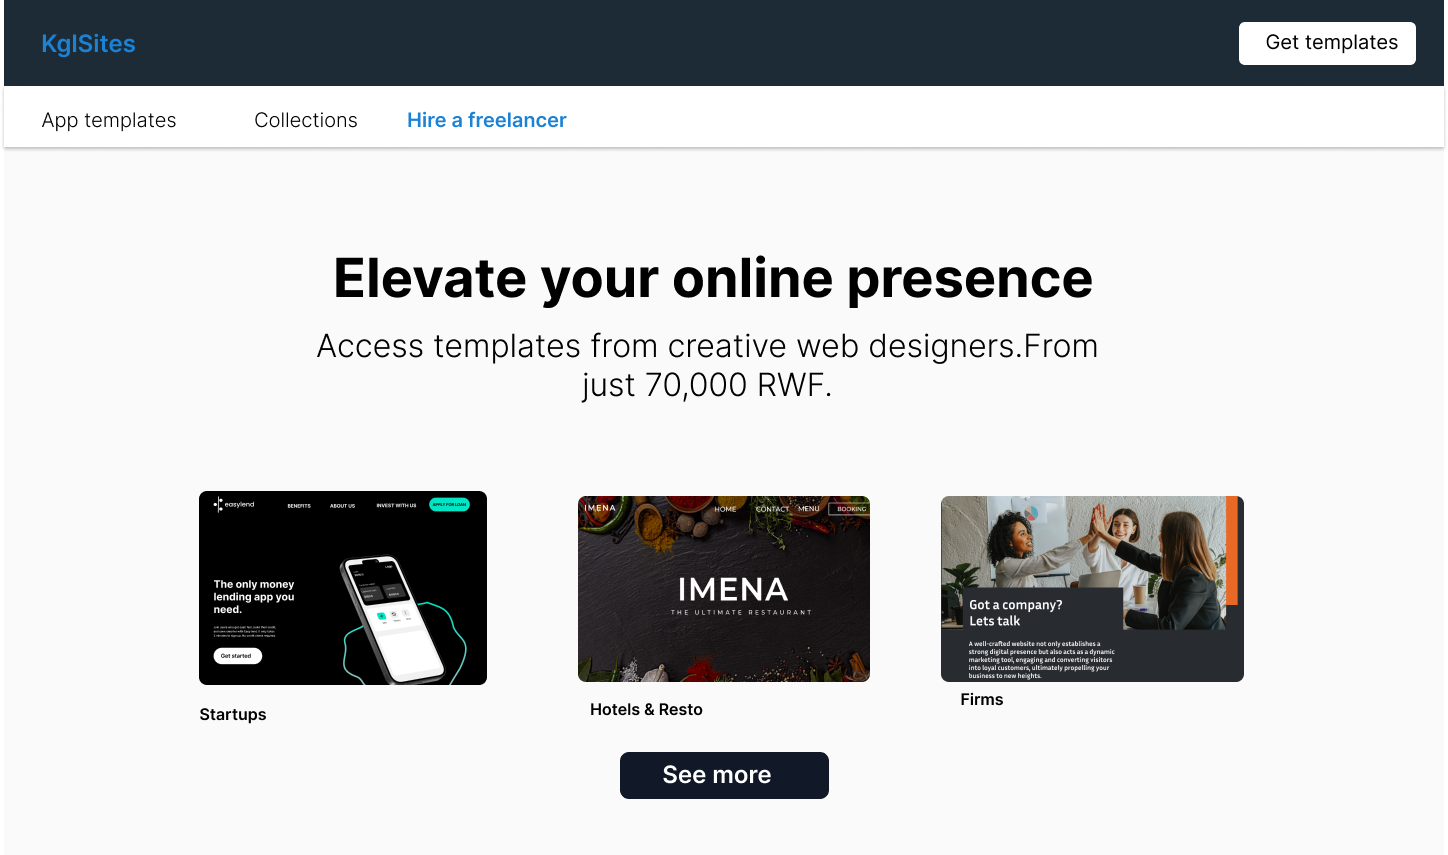 KglSites
Get templates
App templates
Collections
Hire a freelancer
Elevate your online presence
Access templates from creative web designers.From
just 70,000 RWF.
easylend
BENEFITS
ABOUT US
INVEST WITH US
APPLY FOR LOAN
The only money
lending app you
need.
Get started
Startups
IMENA
HOME
CONTACT
MENU
BOOKING
IMENA
THE ULTIMATE RESTAURANT
Hotels & Resto
Got a company?
Lets talk
A well-crafted website not only establishes a
strong digital presence but also acts as a dynamic
marketing tool, engaging and converting visitors
into loyal customers, ultimately propelling your
business to new heights.
Firms
See more